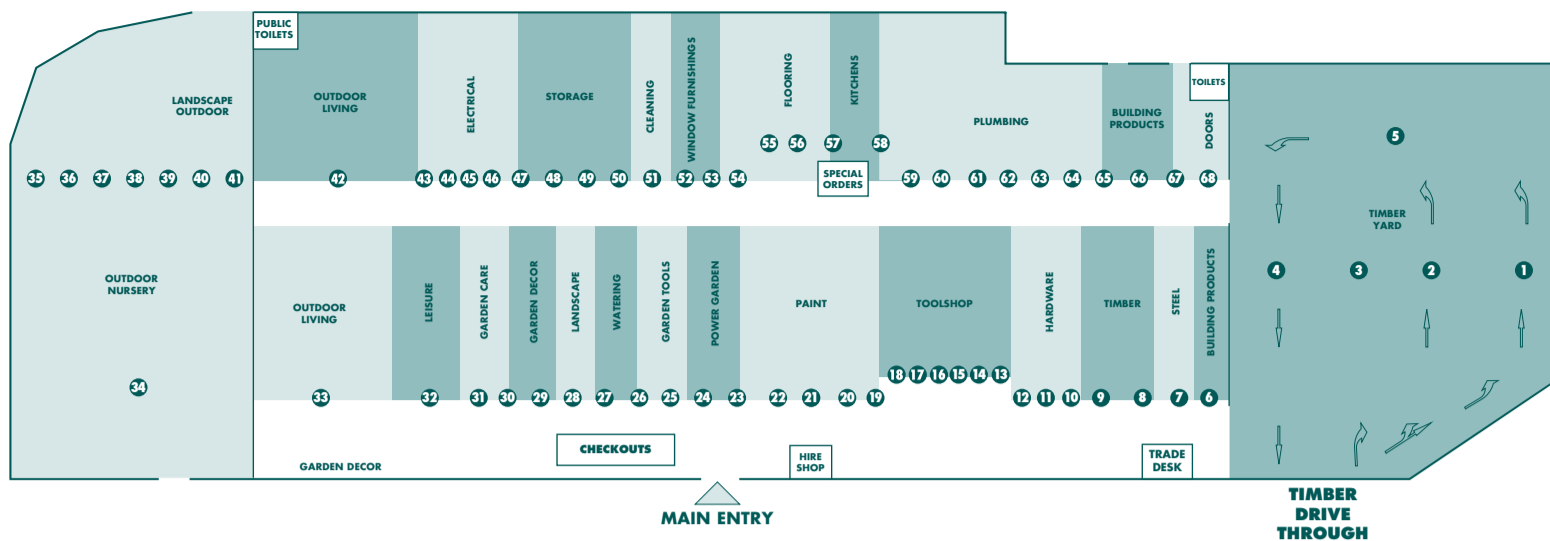 PUBLIC
TOILETS
LANDSCAPE
OUTDOOR
OUTDOOR
LIVING
ELECTRICAL
STORAGE
CLEANING
WINDOW FURNISHINGS
FLOORING
KITCHENS
PLUMBING
BUILDING
PRODUCTS
TOILETS
DOORS
5
55 56 57 58
35 36 37 38 39 40 41 42 43 44 45 46 47 48 49 50 51 52 53 54
SPECIAL
ORDERS
59 60 61 62 63 64 65 66 67 68
TIMBER
YARD
4 3 2 1
OUTDOOR
NURSERY
OUTDOOR
LIVING
LEISURE
GARDEN CARE
GARDEN DECOR
LANDSCAPE
WATERING
GARDEN TOOLS
POWER GARDEN
PAINT
TOOLSHOP
HARDWARE
TIMBER
STEEL
BUILDING PRODUCTS
18 17 16 15 14 13
34
33 32 31 30 29 28 27 26 25 24 23 22 21 20 19 12 11 10 9 8 7 6
CHECKOUTS
HIRE
SHOP
TRADE
DESK
GARDEN DECOR
MAIN ENTRY
TIMBER
DRIVE
THROUGH